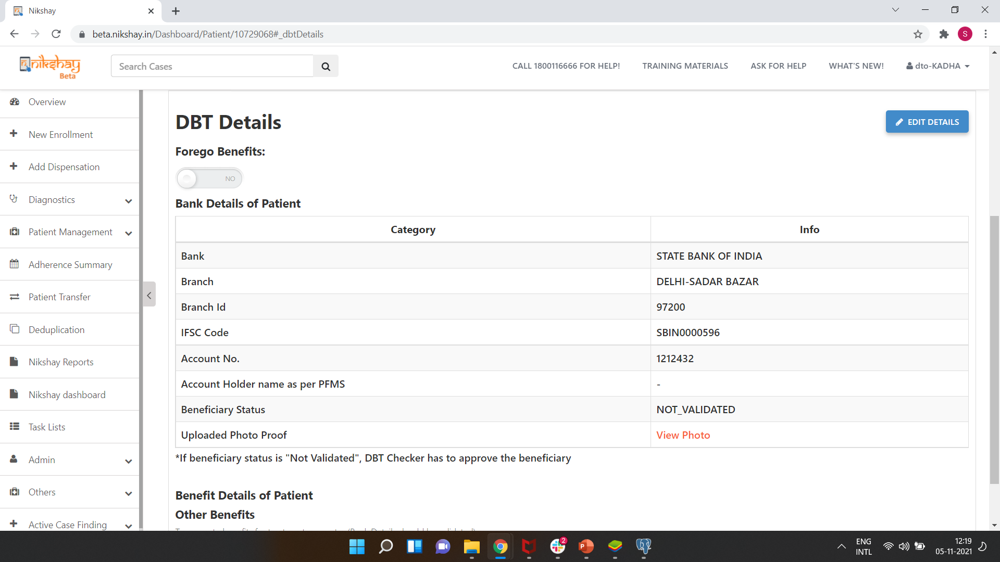 Nikshay
beta.nikshay.in/Dashboard/Patient/10729068#_dbtDetails
S
nikshay
Beta
Search Cases
CALL 1800116666 FOR HELP!
TRAINING MATERIALS
ASK FOR HELP
WHAT'S NEW!
dto-KADHA
Overview
New Enrollment
Add Dispensation
Diagnostics
Patient Management
Adherence Summary
Patient Transfer
Deduplication
Nikshay Reports
Nikshay dashboard
Task Lists
Admin
Others
Active Case Finding
DBT Details
EDIT DETAILS
Forego Benefits:
NO
Bank Details of Patient
Category Info
Bank STATE BANK OF INDIA
Branch DELHI-SADAR BAZAR
Branch Id 97200
IFSC Code SBIN0000596
Account No. 1212432
Account Holder name as per PFMS -
Beneficiary Status NOT_VALIDATED
Uploaded Photo Proof View Photo
*If beneficiary status is "Not Validated", DBT Checker has to approve the beneficiary
Benefit Details of Patient
Other Benefits
2
ENG
INTL
12:19
05-11-2021